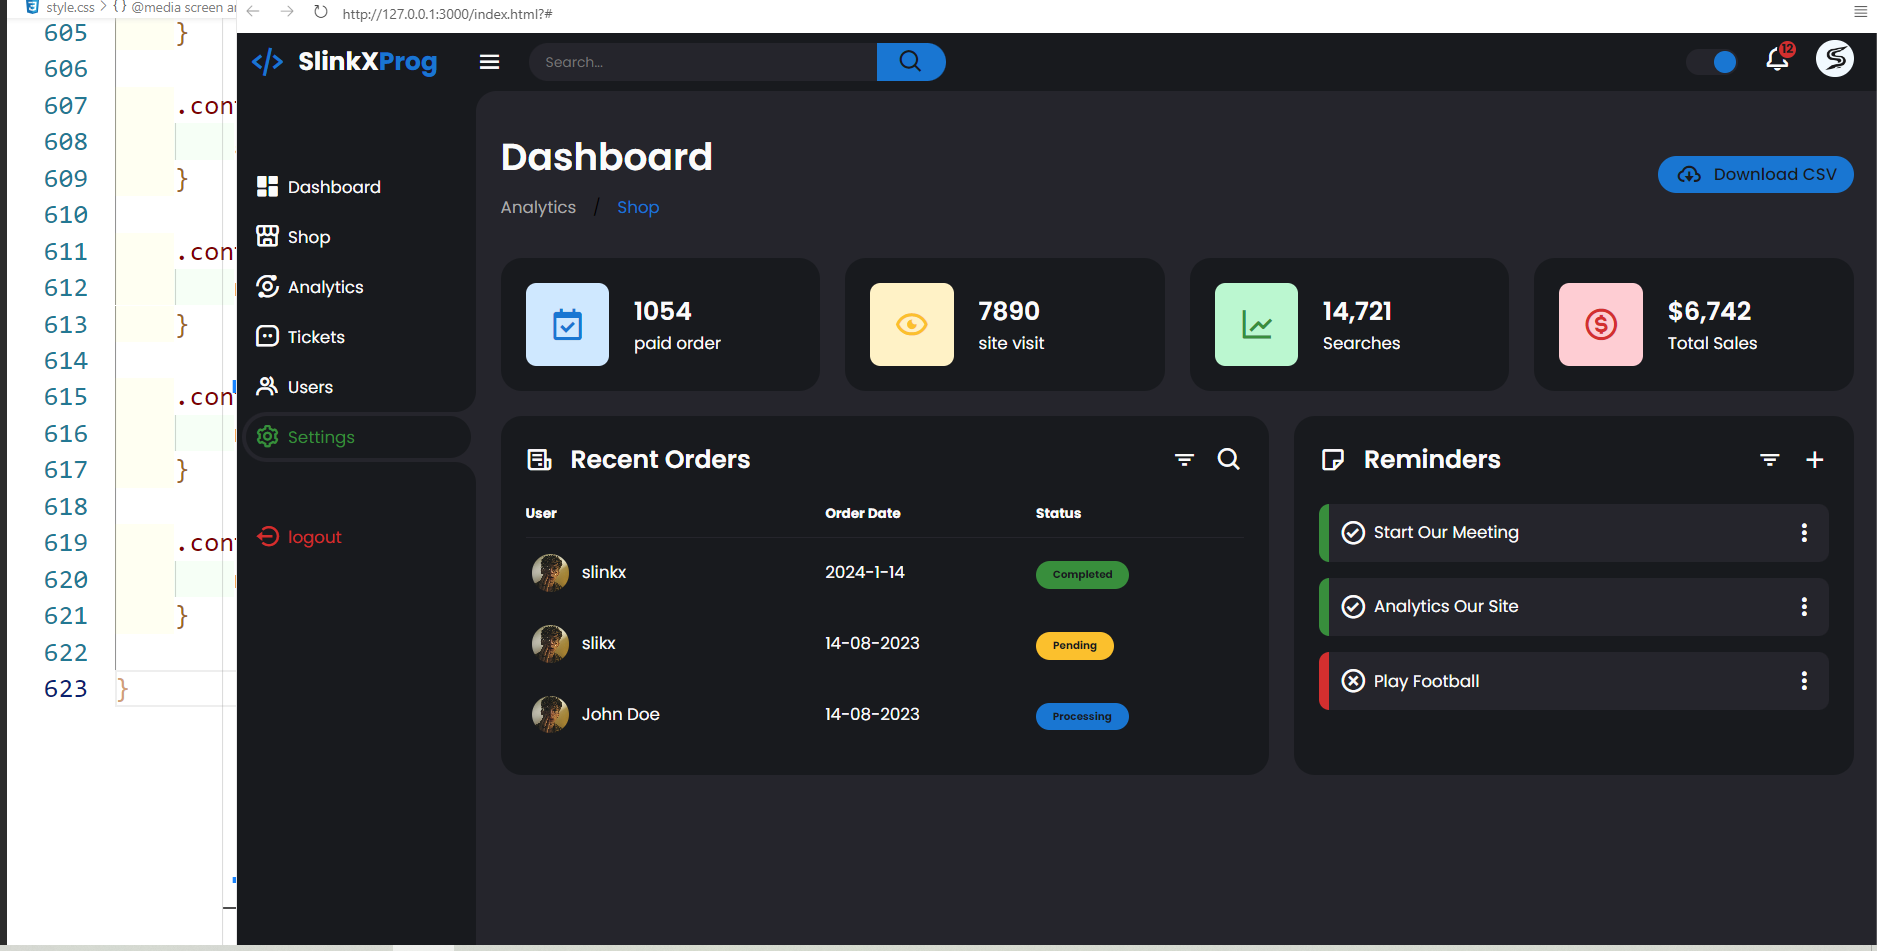 style.css > {} @media screen a
http://127.0.0.1:3000/index.html?#
605 }
606
607 .con
608
609 }
610
611 .con
612
613 }
614
615 .con
616
617 }
618
619 .con
620
621 }
622
623 }
</> SlinkXProg
Search...
12
Dashboard
Shop
Analytics
Tickets
Users
Settings
logout
Dashboard
Analytics / Shop
Download CSV
1054
paid order
7890
site visit
14,721
Searches
$6,742
Total Sales
Recent Orders
User Order Date Status
slinkx 2024-1-14 Completed
slikx 14-08-2023 Pending
John Doe 14-08-2023 Processing
Reminders
Start Our Meeting
Analytics Our Site
Play Football